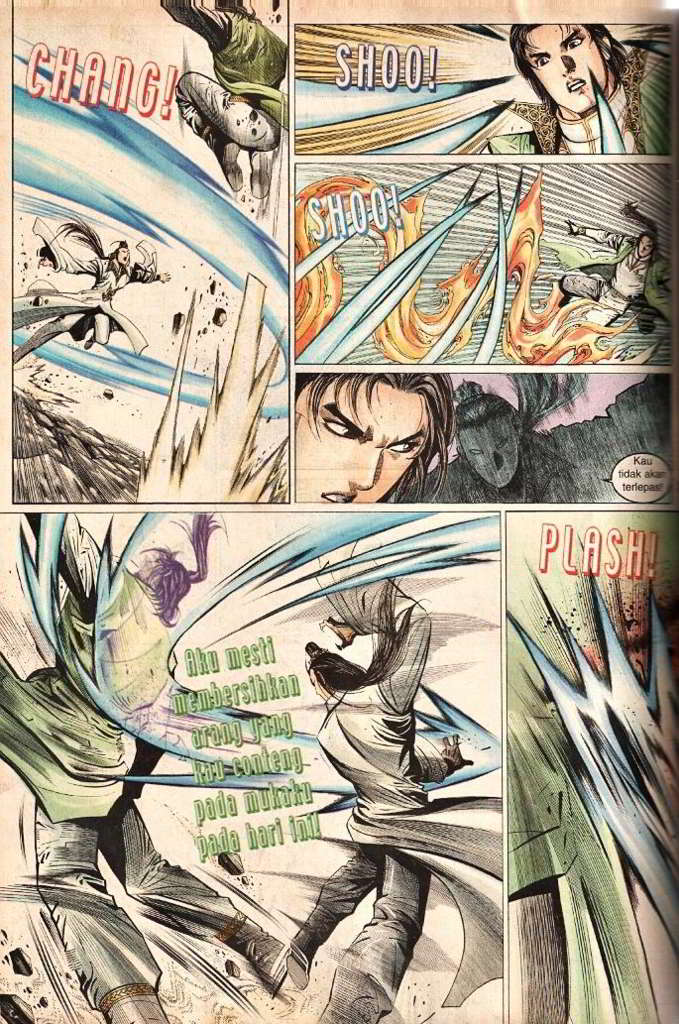 CHANG!
SHOO!
SHOO!
Kau
tidak akan
terlepas!
Aku mesti
membersihkan
arang yang
kau conteng
pada mukaku
pada hari ini!
PLASH!